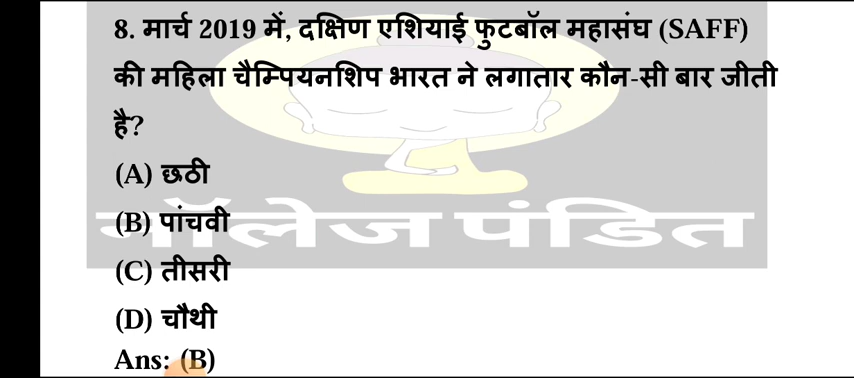 8. मार्च 2019 में, दक्षिण एशियाई फुटबॉल महासंघ (SAFF)
की महिला चैम्पियनशिप भारत ने लगातार कौन-सी बार जीती
है?
(A) छठी
(B) पांचवी
नॉलेज पंडित
(C) तीसरी
(D) चौथी
Ans: (B)